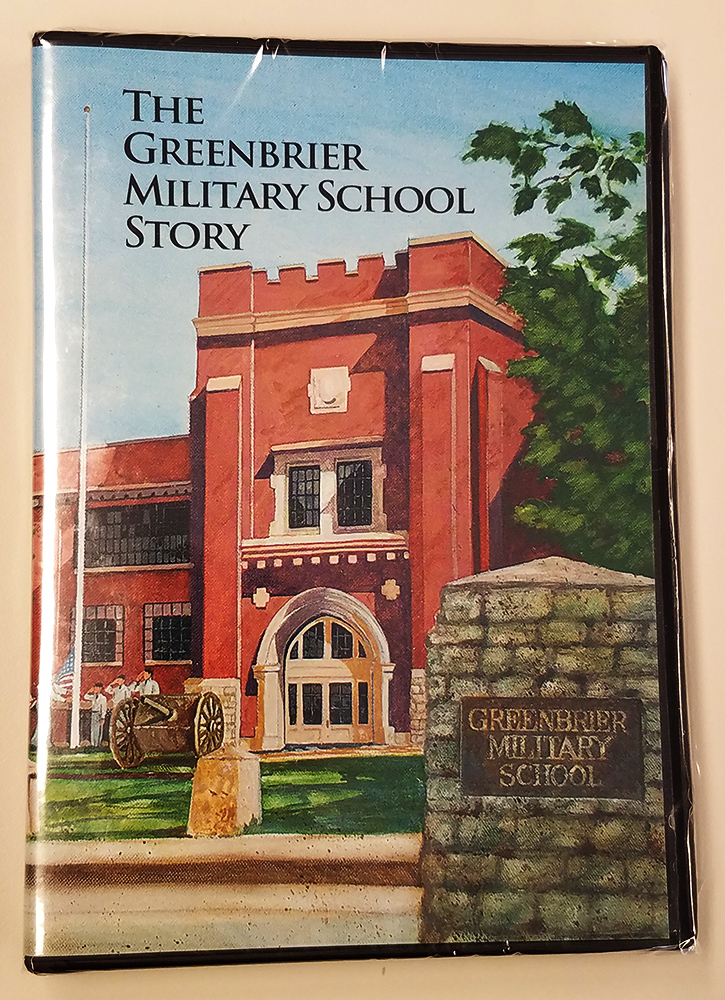 THE
GREENBRIER
MILITARY SCHOOL
STORY
GREENBRIER
MILITARY
SCHOOL